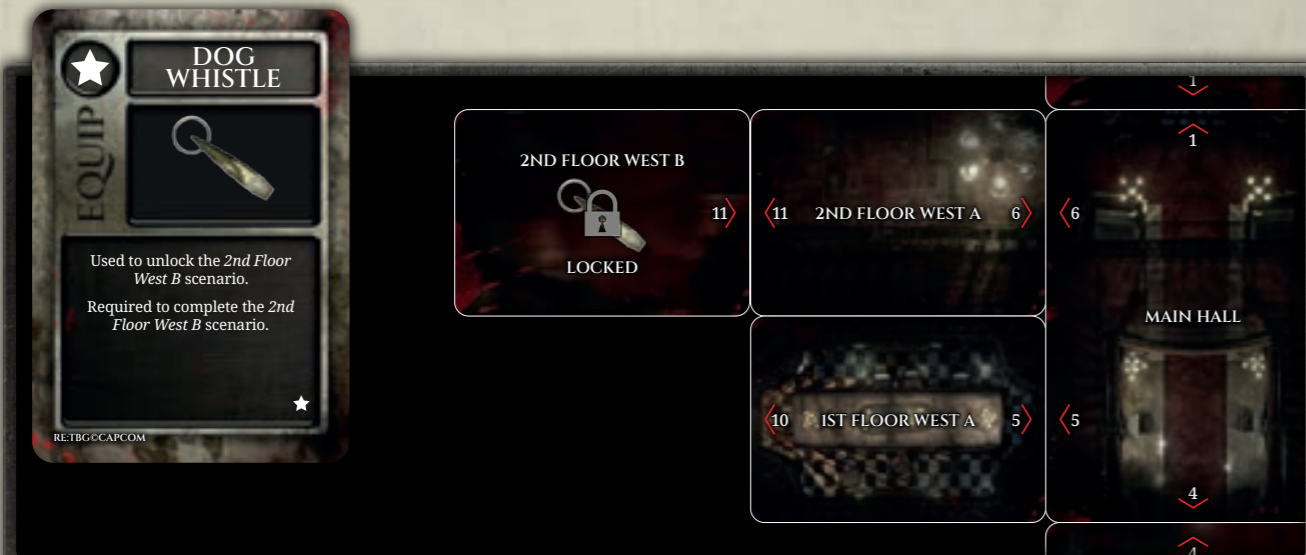 DOG
WHISTLE
EQUIP
Used to unlock the 2nd Floor
West B scenario.
Required to complete the 2nd
Floor West B scenario.
RE:TBG©CAPCOM
2ND FLOOR WEST B
LOCKED
11
11
2ND FLOOR WEST A
6
10
1ST FLOOR WEST A
5
1
1
6
MAIN HALL
5
4
4